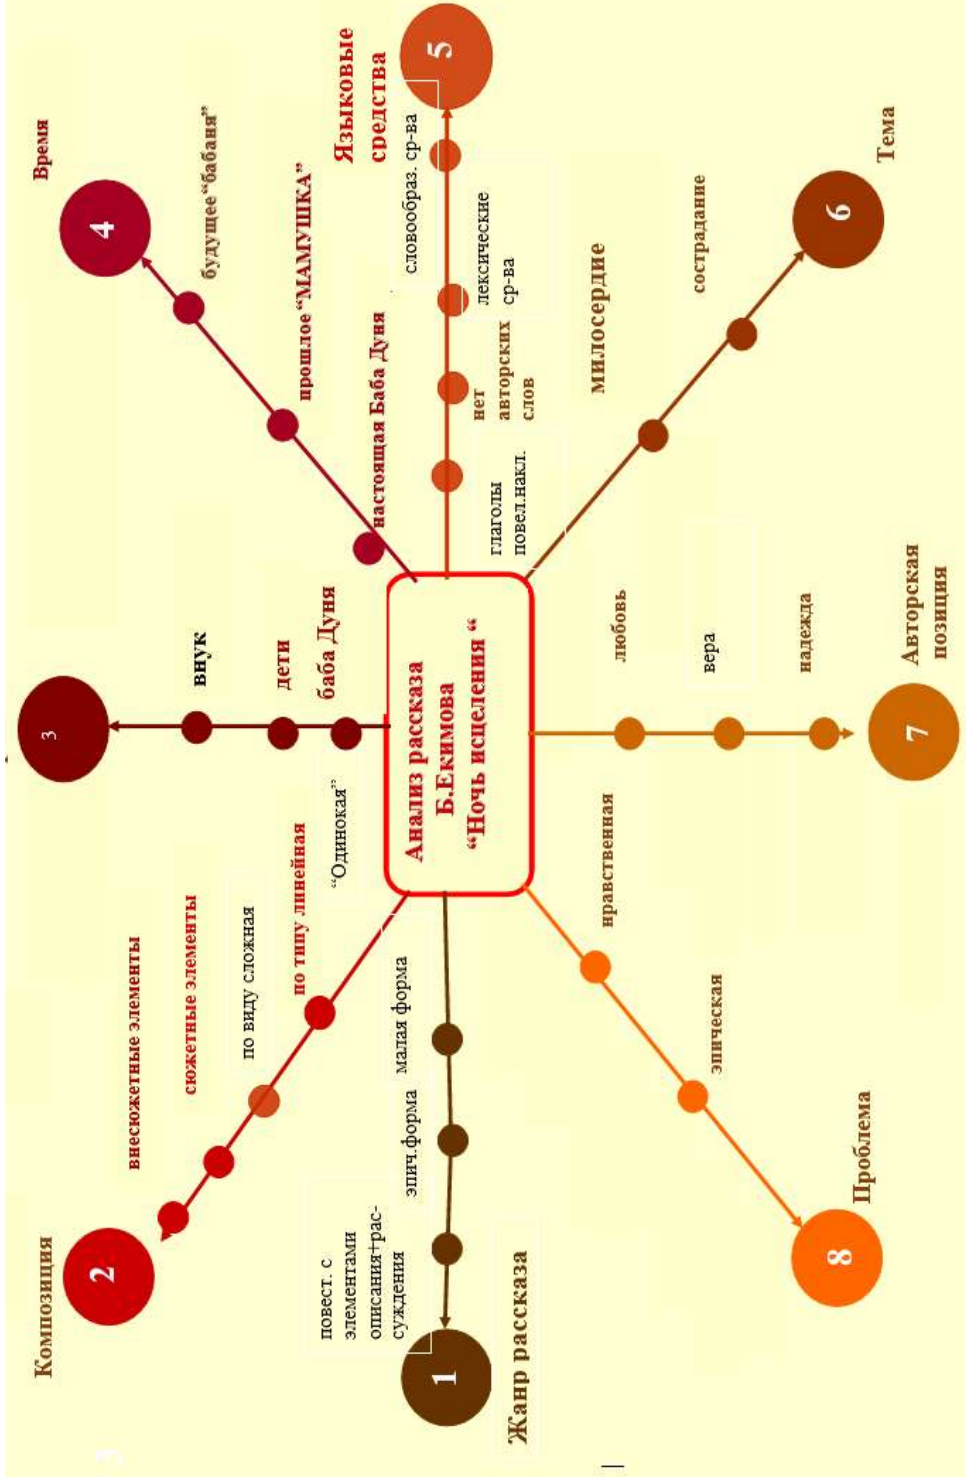 Композиция
2
внесюжетные элементы
сюжетные элементы
по виду сложная
по типу линейная
3
внук
дети
баба Дуня
“Одинокая”
Время
4
будущее “бабаня”
прошлое “МАМУШКА”
настоящая Баба Дуня
Анализ рассказа
Б.Екимова
“Ночь исцеления “
Жанр рассказа
1
повест. с
элементами
описания+рас-
суждения
эпич.форма
малая форма
Языковые
средства
5
словообраз. ср-ва
лексические
ср-ва
нет
авторских
слов
глаголы
повел.накл.
Проблема
8
эпическая
нравственная
Авторская
позиция
7
любовь
вера
надежда
Тема
6
сострадание
милосердие